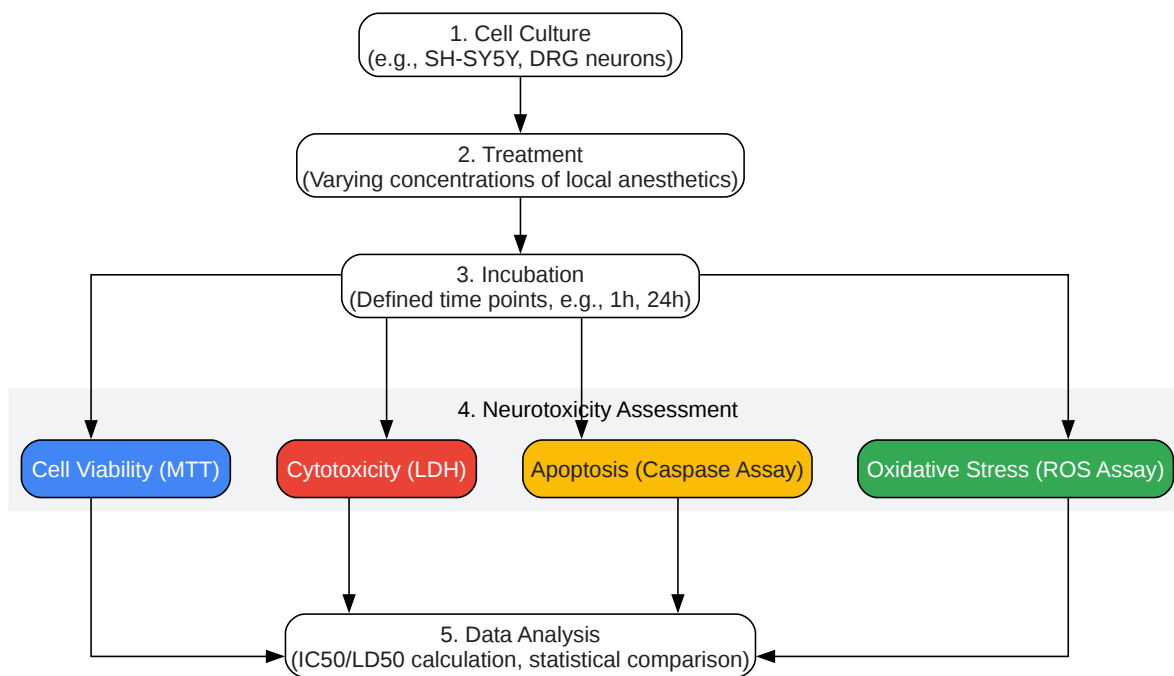 1. Cell Culture
(e.g., SH-SY5Y, DRG neurons)
2. Treatment
(Varying concentrations of local anesthetics)
3. Incubation
(Defined time points, e.g., 1h, 24h)
4. Neurotoxicity Assessment
Cell Viability (MTT)
Cytotoxicity (LDH)
Apoptosis (Caspase Assay)
Oxidative Stress (ROS Assay)
5. Data Analysis
(IC50/LD50 calculation, statistical comparison)